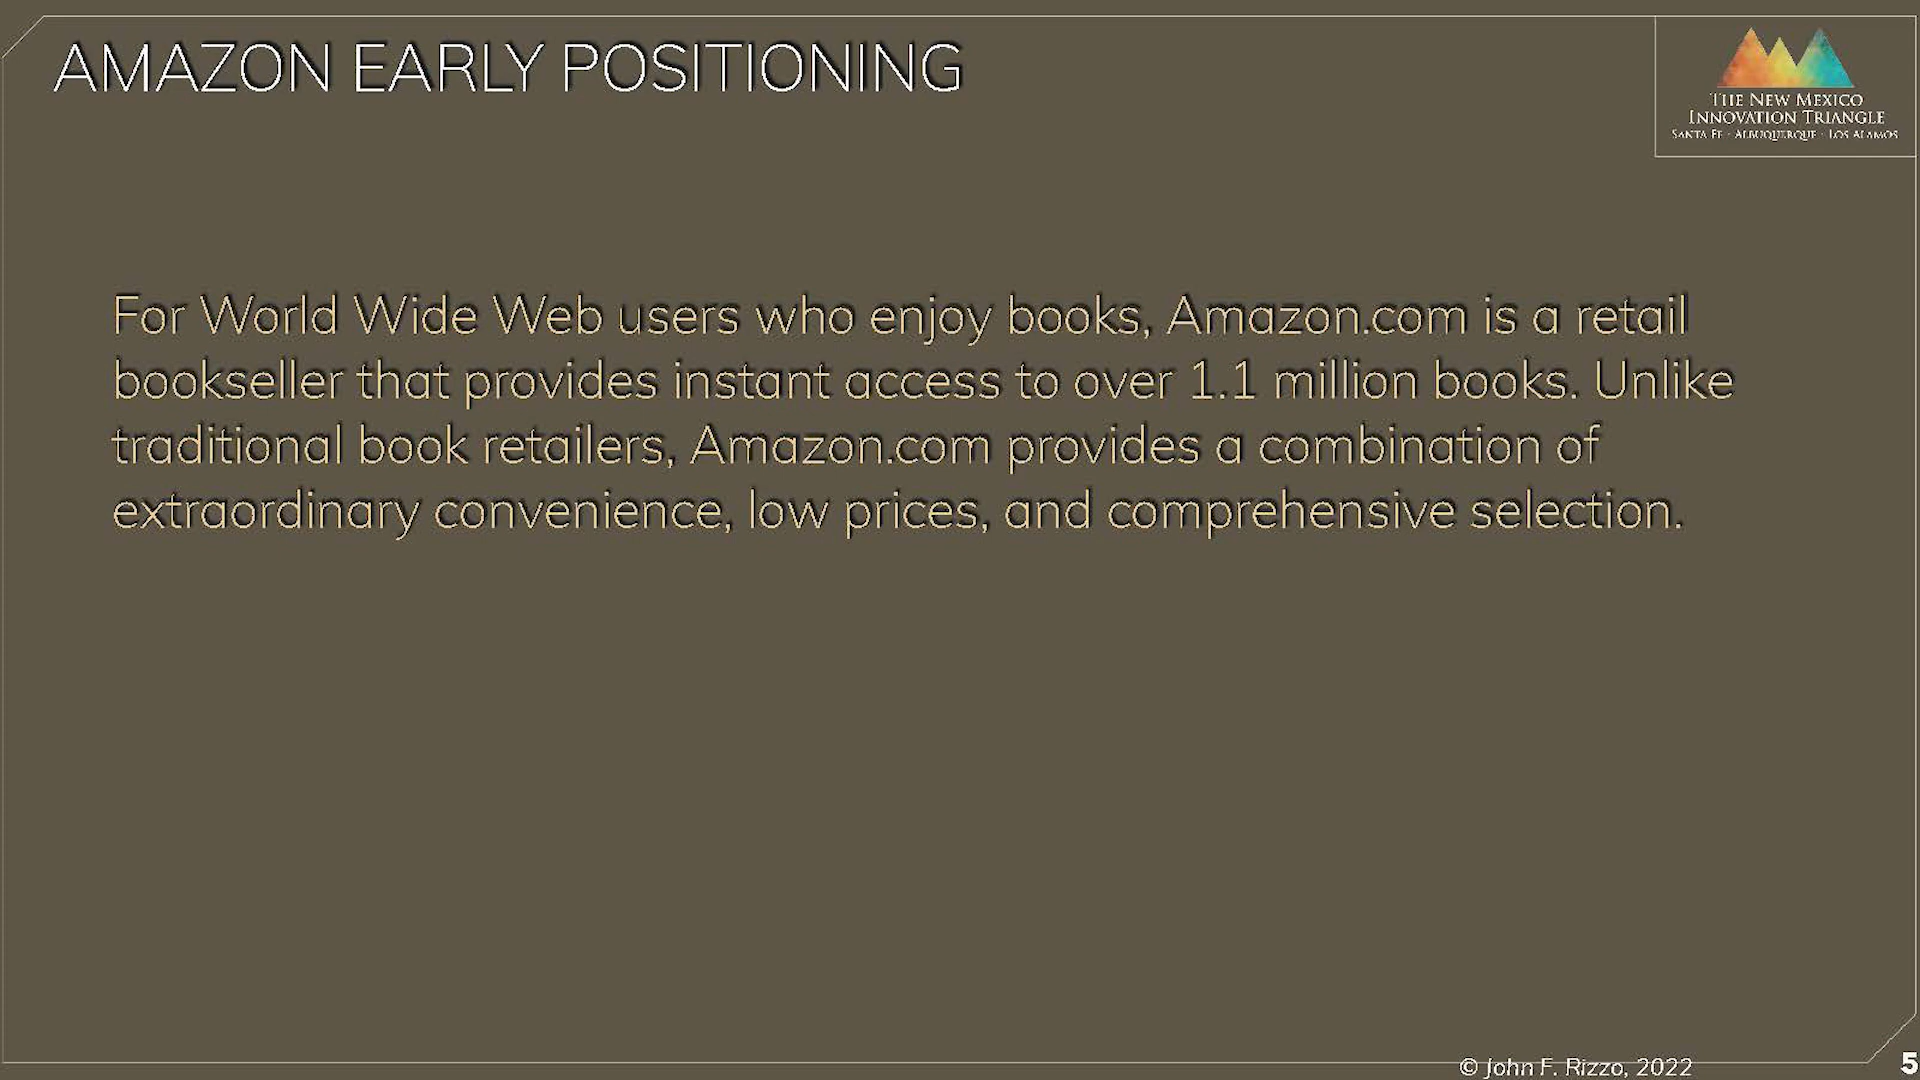 AMAZON EARLY POSITIONING
THE NEW MEXICO
INNOVATION TRIANGLE
SANTA FE · ALBUQUERQUE · LOS ALAMOS
For World Wide Web users who enjoy books, Amazon.com is a retail
bookseller that provides instant access to over 1.1 million books. Unlike
traditional book retailers, Amazon.com provides a combination of
extraordinary convenience, low prices, and comprehensive selection.
© John F. Rizzo, 2022
5